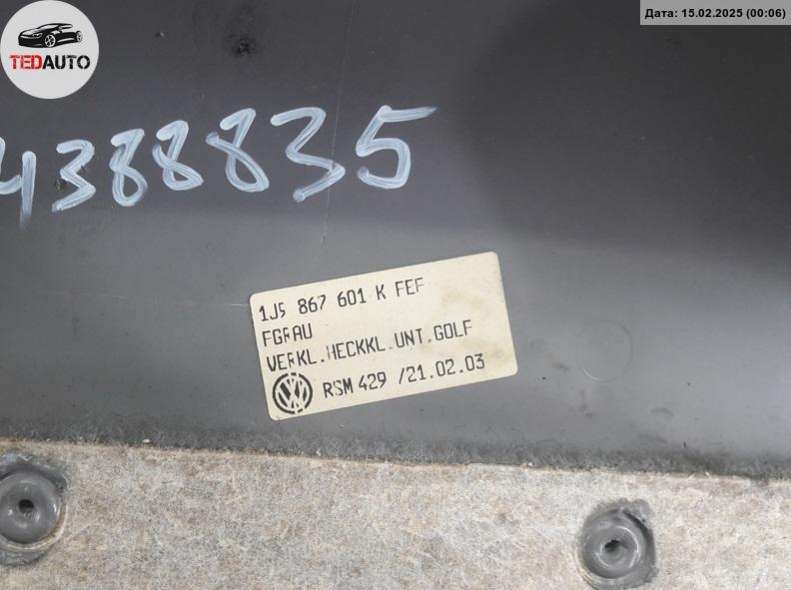 Дата: 15.02.2025 (00:06)
TEDAUTO
4388835
1J9 867 601 K FEF
FGRAU
VERKL.HECKKL.UNT.GOLF
RSM 429 /21.02.03